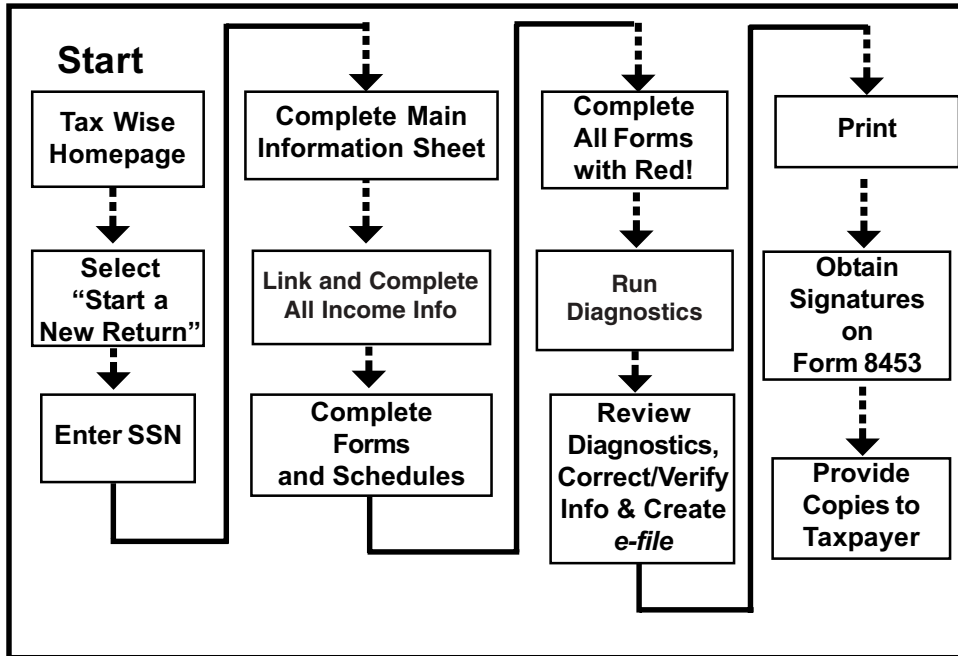 Start
Tax Wise
Homepage
Select
“Start a
New Return”
Enter SSN
Complete Main
Information Sheet
Link and Complete
All Income Info
Complete
Forms
and Schedules
Complete
All Forms
with Red!
Run
Diagnostics
Review
Diagnostics,
Correct/Verify
Info & Create
e-file
Print
Obtain
Signatures
on
Form 8453
Provide
Copies to
Taxpayer